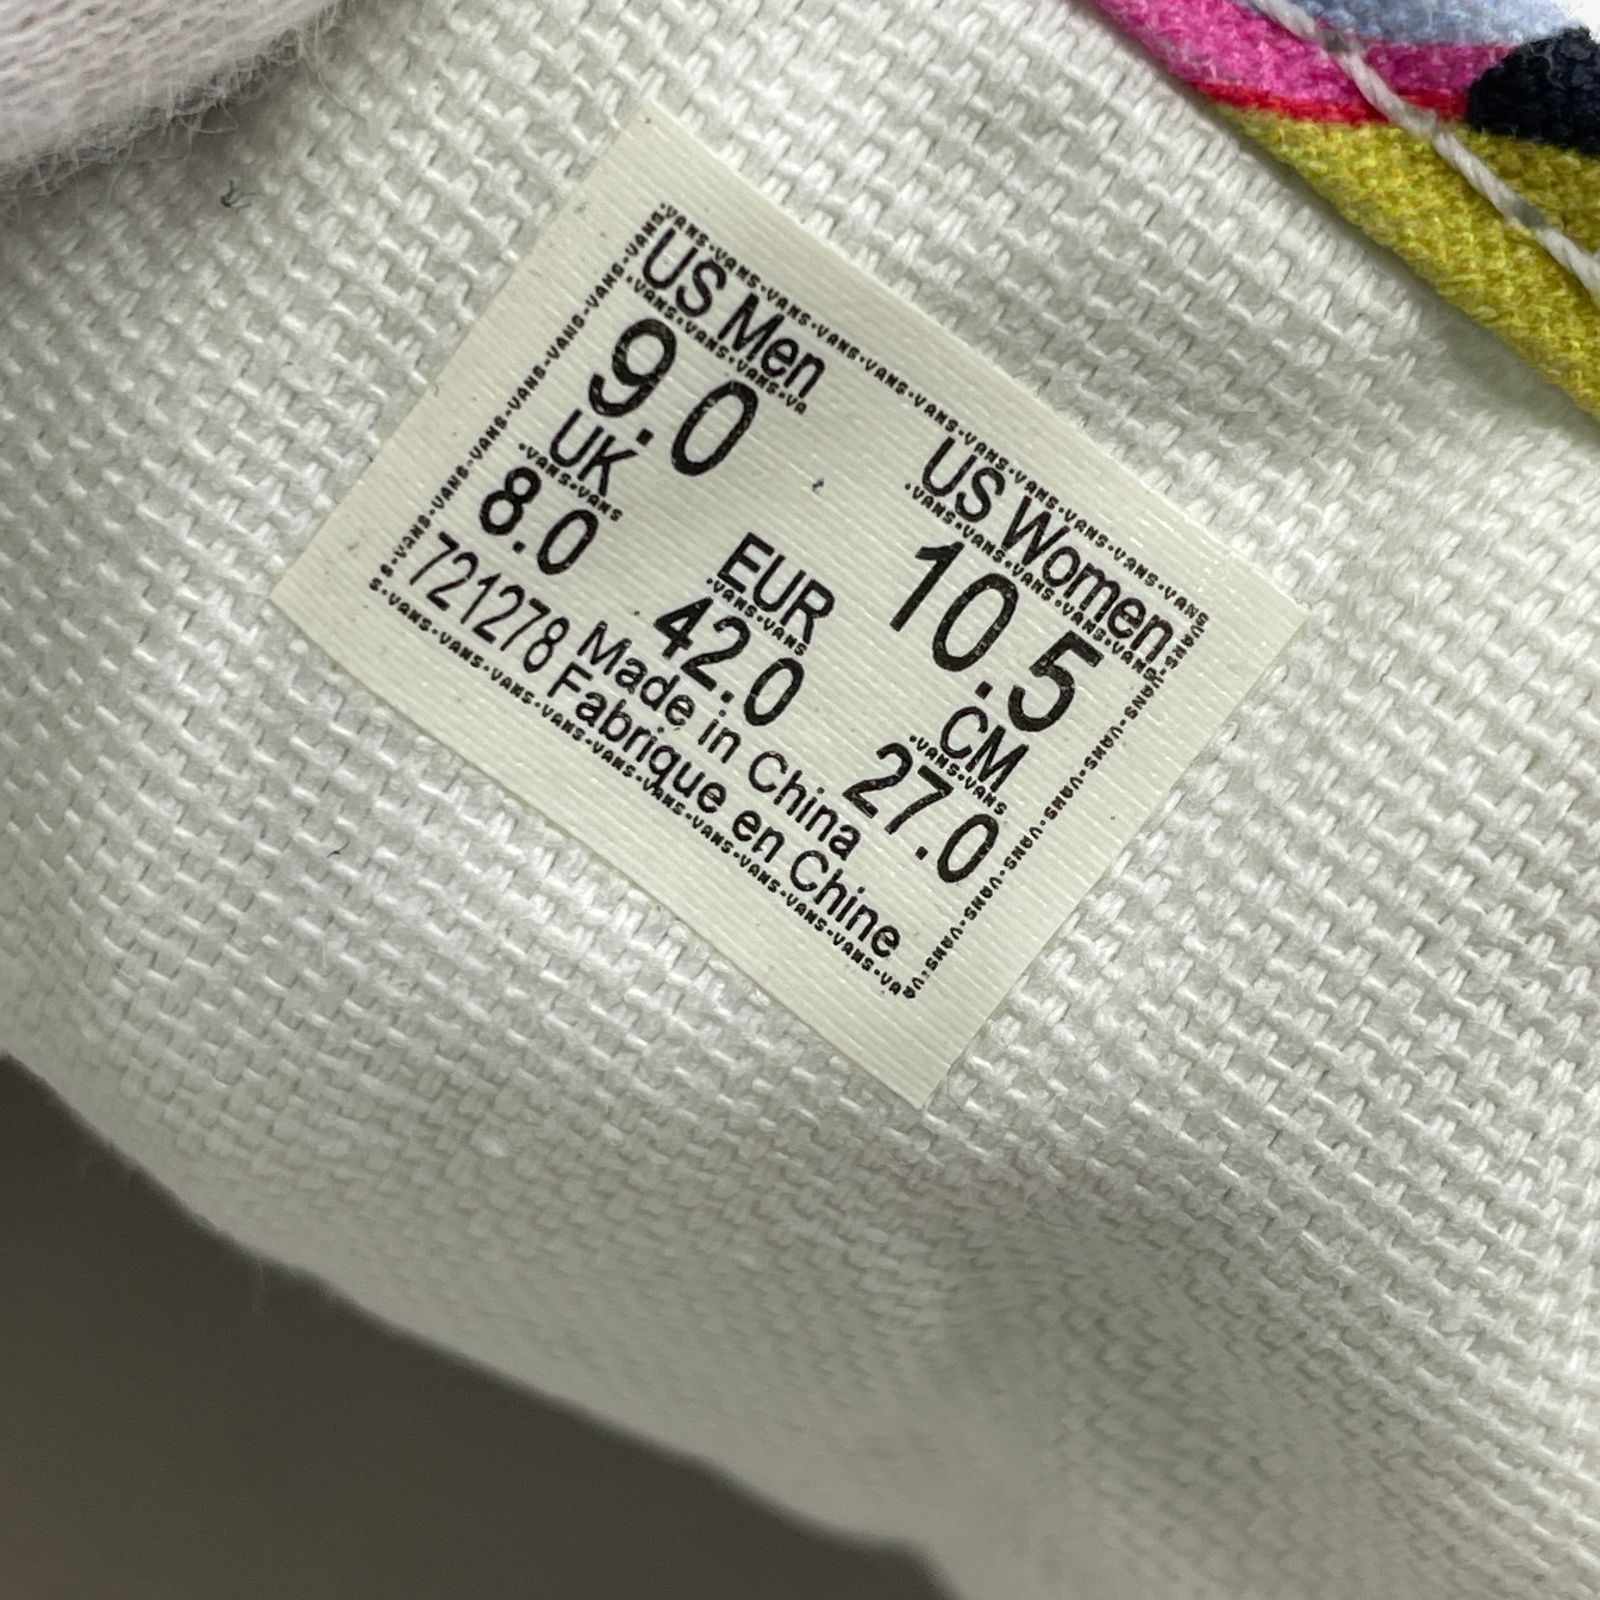 US Men US Women
9.0 10.5
UK EUR CM
8.0 42.0 27.0
721278 Made in China
Fabrique en Chine